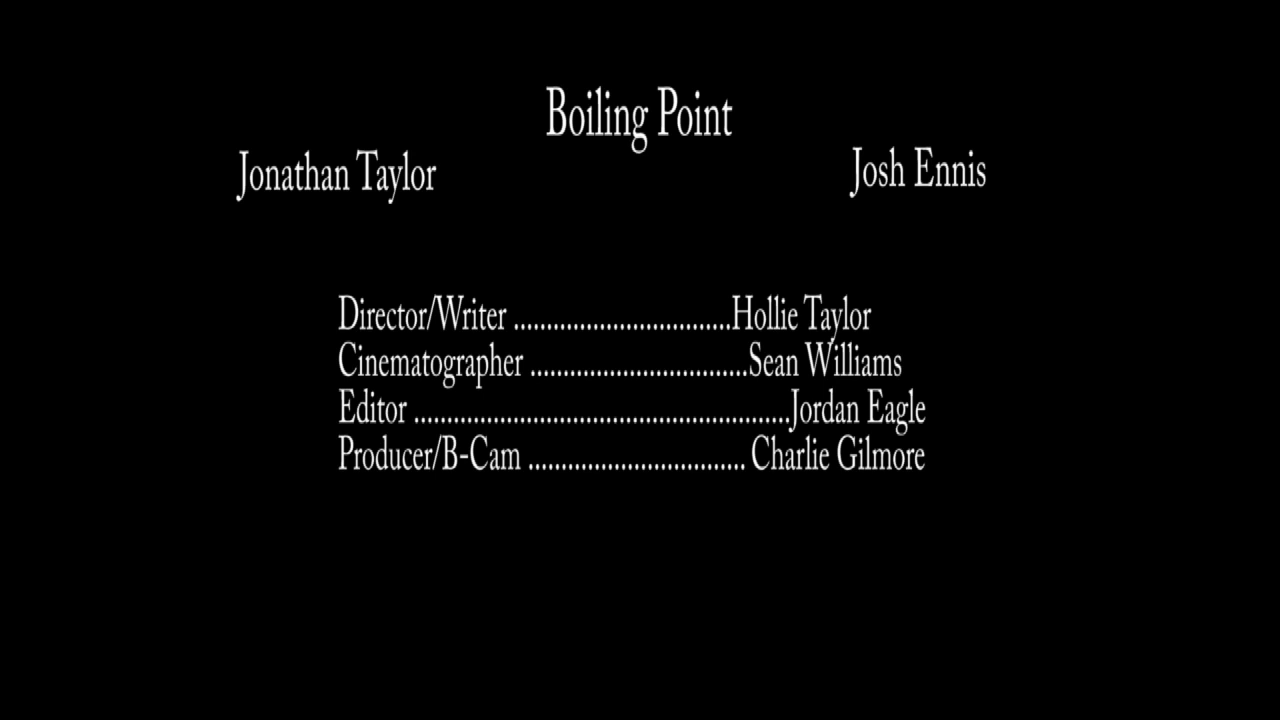 Boiling Point
Jonathan Taylor
Josh Ennis
Director/Writer .................................Hollie Taylor
Cinematographer .................................Sean Williams
Editor .........................................................Jordan Eagle
Producer/B-Cam ................................. Charlie Gilmore